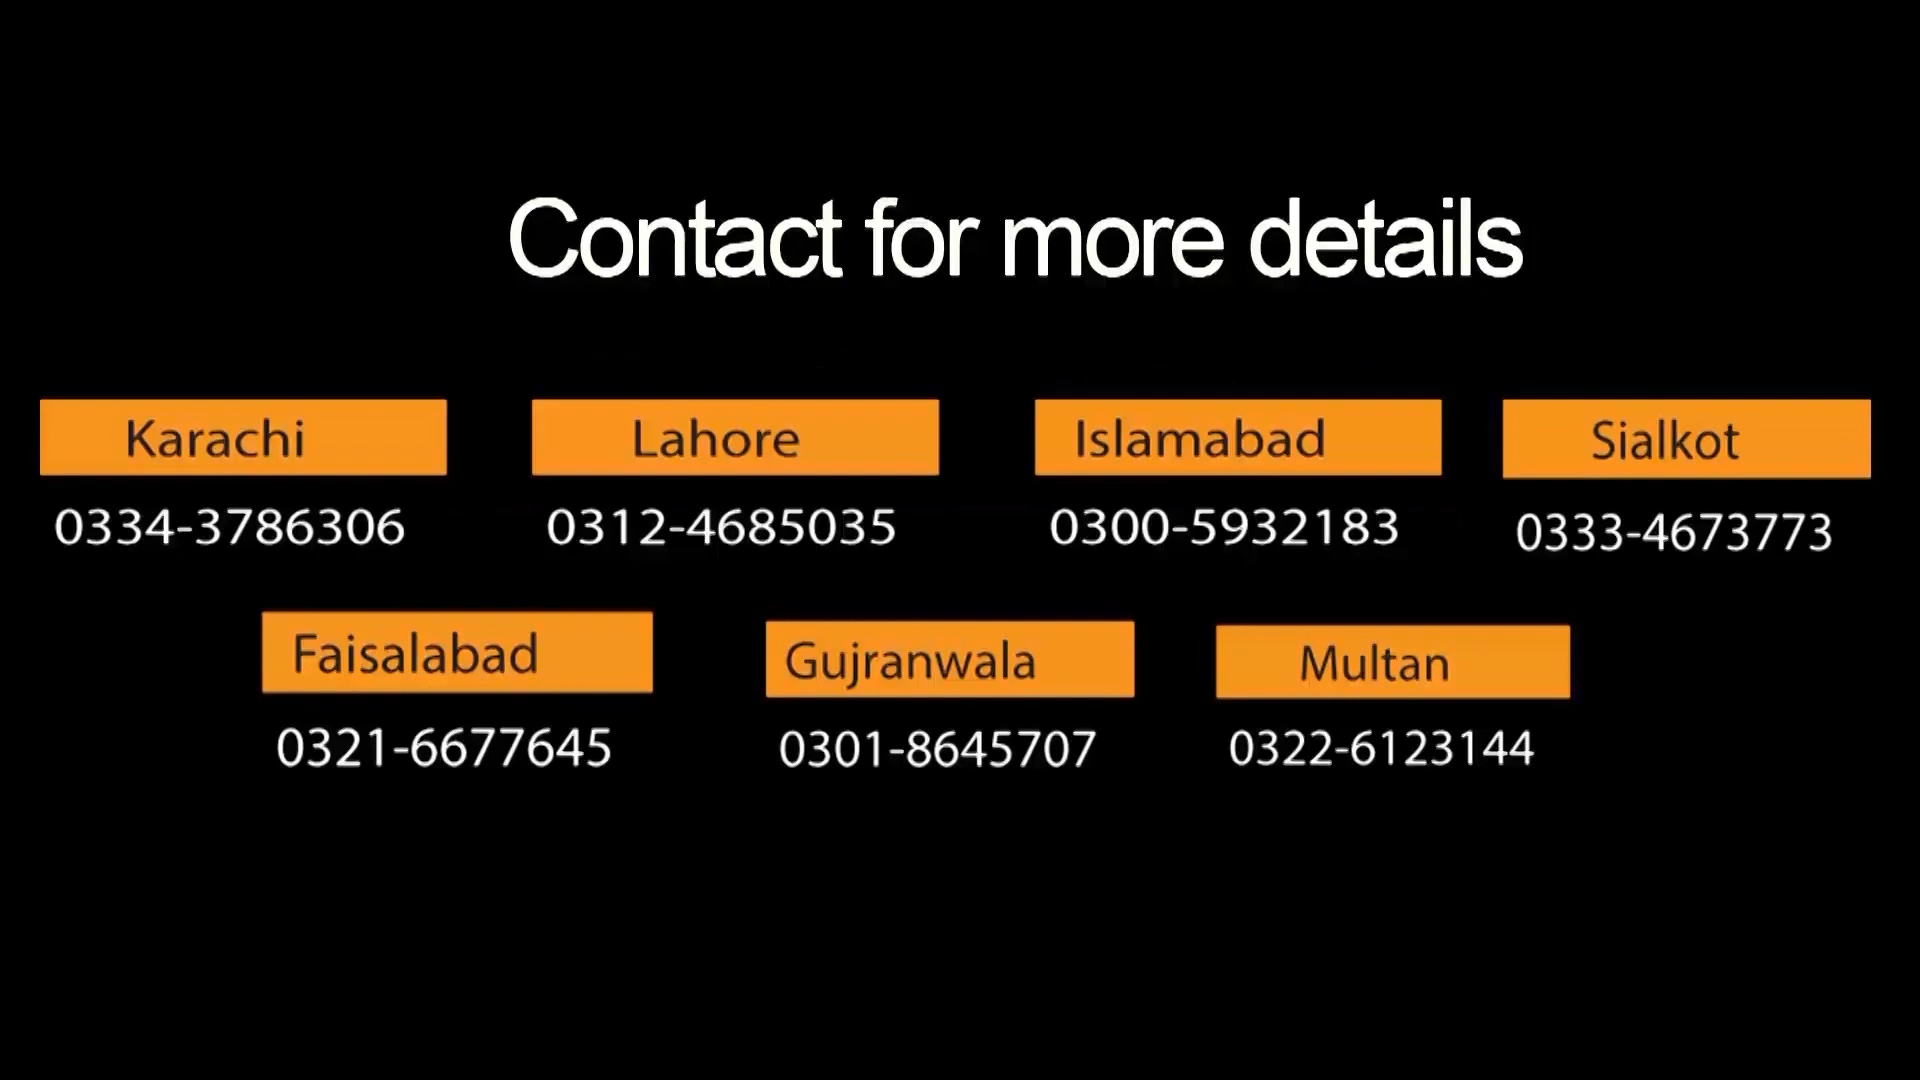 Contact for more details
Karachi Lahore Islamabad Sialkot
0334-3786306 0312-4685035 0300-5932183 0333-4673773
Faisalabad Gujranwala Multan
0321-6677645 0301-8645707 0322-6123144